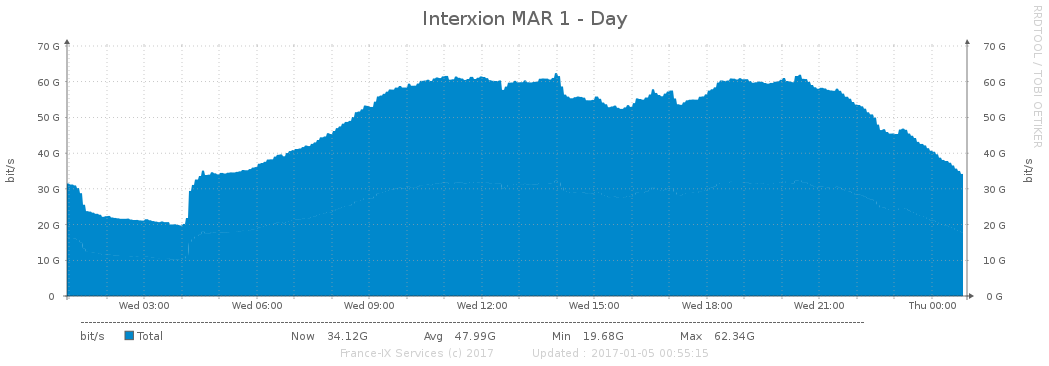 Interxion MAR 1 - Day
RRDTOOL / TOBI OETIKER
bit/s
70 G 70 G
60 G 60 G
50 G 50 G
40 G 40 G
30 G 30 G
20 G 20 G
10 G 10 G
0 0 G
bit/s
Wed 03:00 Wed 06:00 Wed 09:00 Wed 12:00 Wed 15:00 Wed 18:00 Wed 21:00 Thu 00:00
bit/s Total Now 34.12G Avg 47.99G Min 19.68G Max 62.34G
France-IX Services (c) 2017 Updated : 2017-01-05 00:55:15